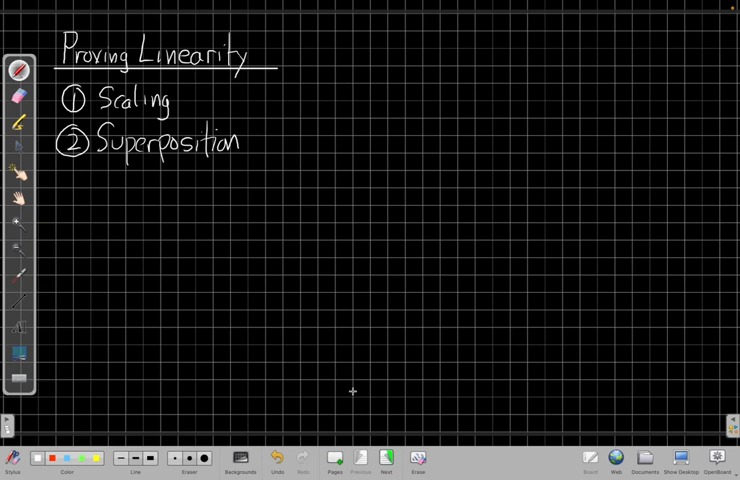 Proving Linearity
① Scaling
② Superposition
Stylus
Color
Line
Eraser
Backgrounds
Undo
Redo
Pages
Previous
Next
Erase
Board
Web
Documents
Show Desktop
OpenBoard